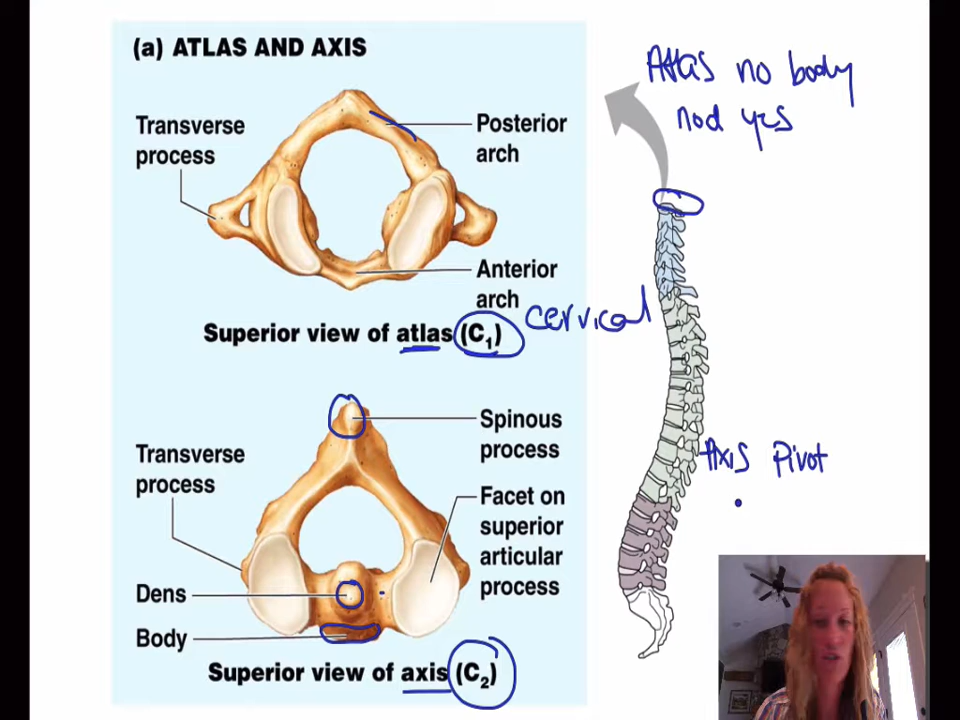 (a) ATLAS AND AXIS
Atlas no body
nod yes
Transverse
process
Posterior
arch
Anterior
arch
cervical
Superior view of atlas (C₁)
Spinous
process
Transverse
process
Axis Pivot
Facet on
superior
articular
process
Dens
Body
Superior view of axis (C₂)